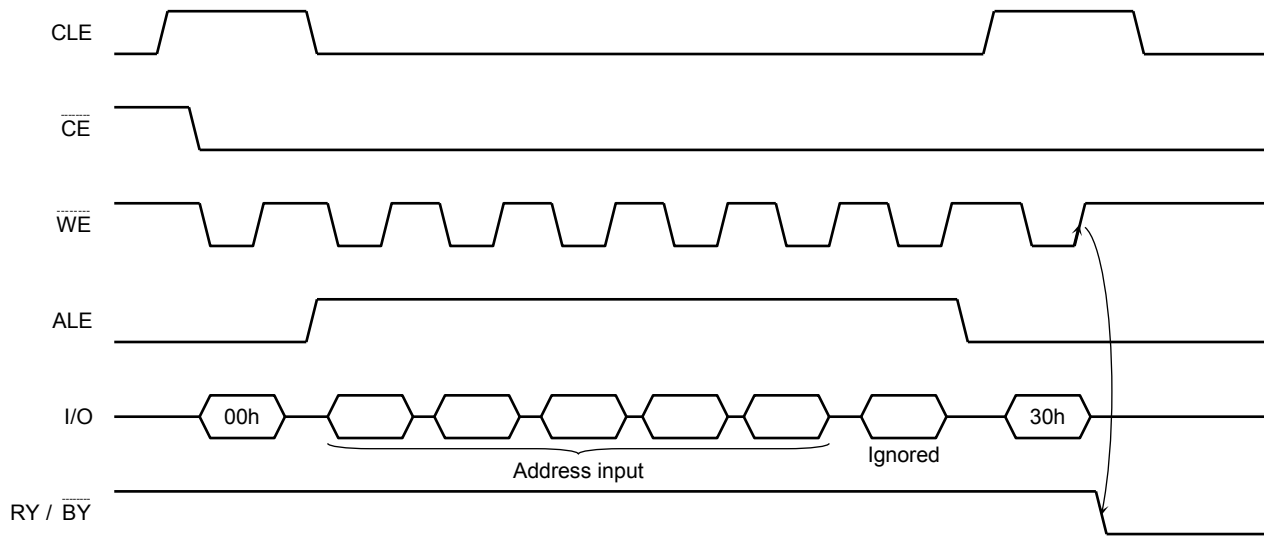 CLE
CE
WE
ALE
I/O 00h 30h
Address input Ignored
RY / BY